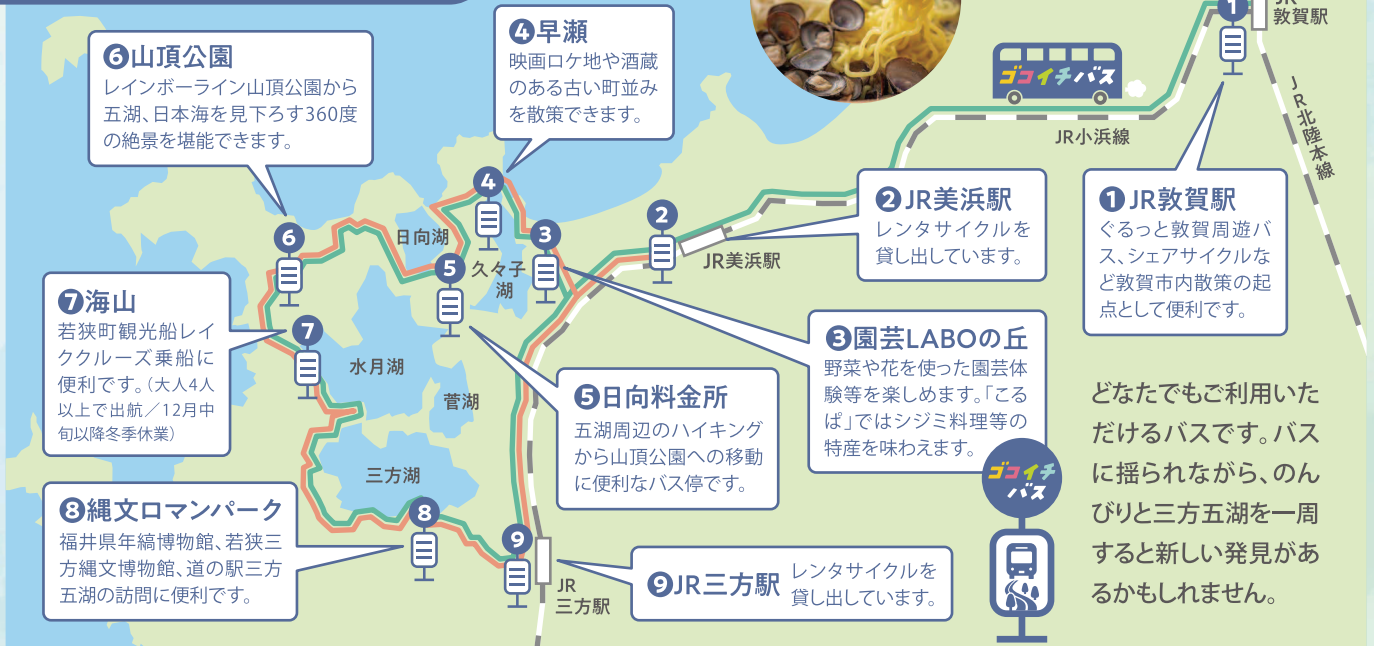 ❻山頂公園
レインボーライン山頂公園から
五湖、日本海を見下ろす360度
の絶景を堪能できます。
❹早瀬
映画ロケ地や酒蔵
のある古い町並み
を散策できます。
ゴコイチバス
1
JR
敦賀駅
JR北陸本線
JR小浜線
❶JR敦賀駅
ぐるっと敦賀周遊バ
ス、シェアサイクルな
ど敦賀市内散策の起
点として便利です。
❷JR美浜駅
レンタサイクルを
貸し出しています。
4
日向湖
3
2
JR美浜駅
6
5
久々子
湖
❼海山
若狭町観光船レイ
ククルーズ乗船に
便利です。(大人4人
以上で出航/12月中
旬以降冬季休業)
7
水月湖
菅湖
❸園芸LABOの丘
野菜や花を使った園芸体
験等を楽しめます。「こる
ぱ」ではシジミ料理等の
特産を味わえます。
❺日向料金所
五湖周辺のハイキング
から山頂公園への移動
に便利なバス停です。
三方湖
❽縄文ロマンパーク
福井県年縞博物館、若狭三
方縄文博物館、道の駅三方
五湖の訪問に便利です。
8
9
JR
三方駅
❾JR三方駅
レンタサイクルを
貸し出しています。
ゴコイチ
バス
どなたでもご利用いた
だけるバスです。バス
に揺られながら、のん
びりと三方五湖を一周
すると新しい発見があ
るかもしれません。